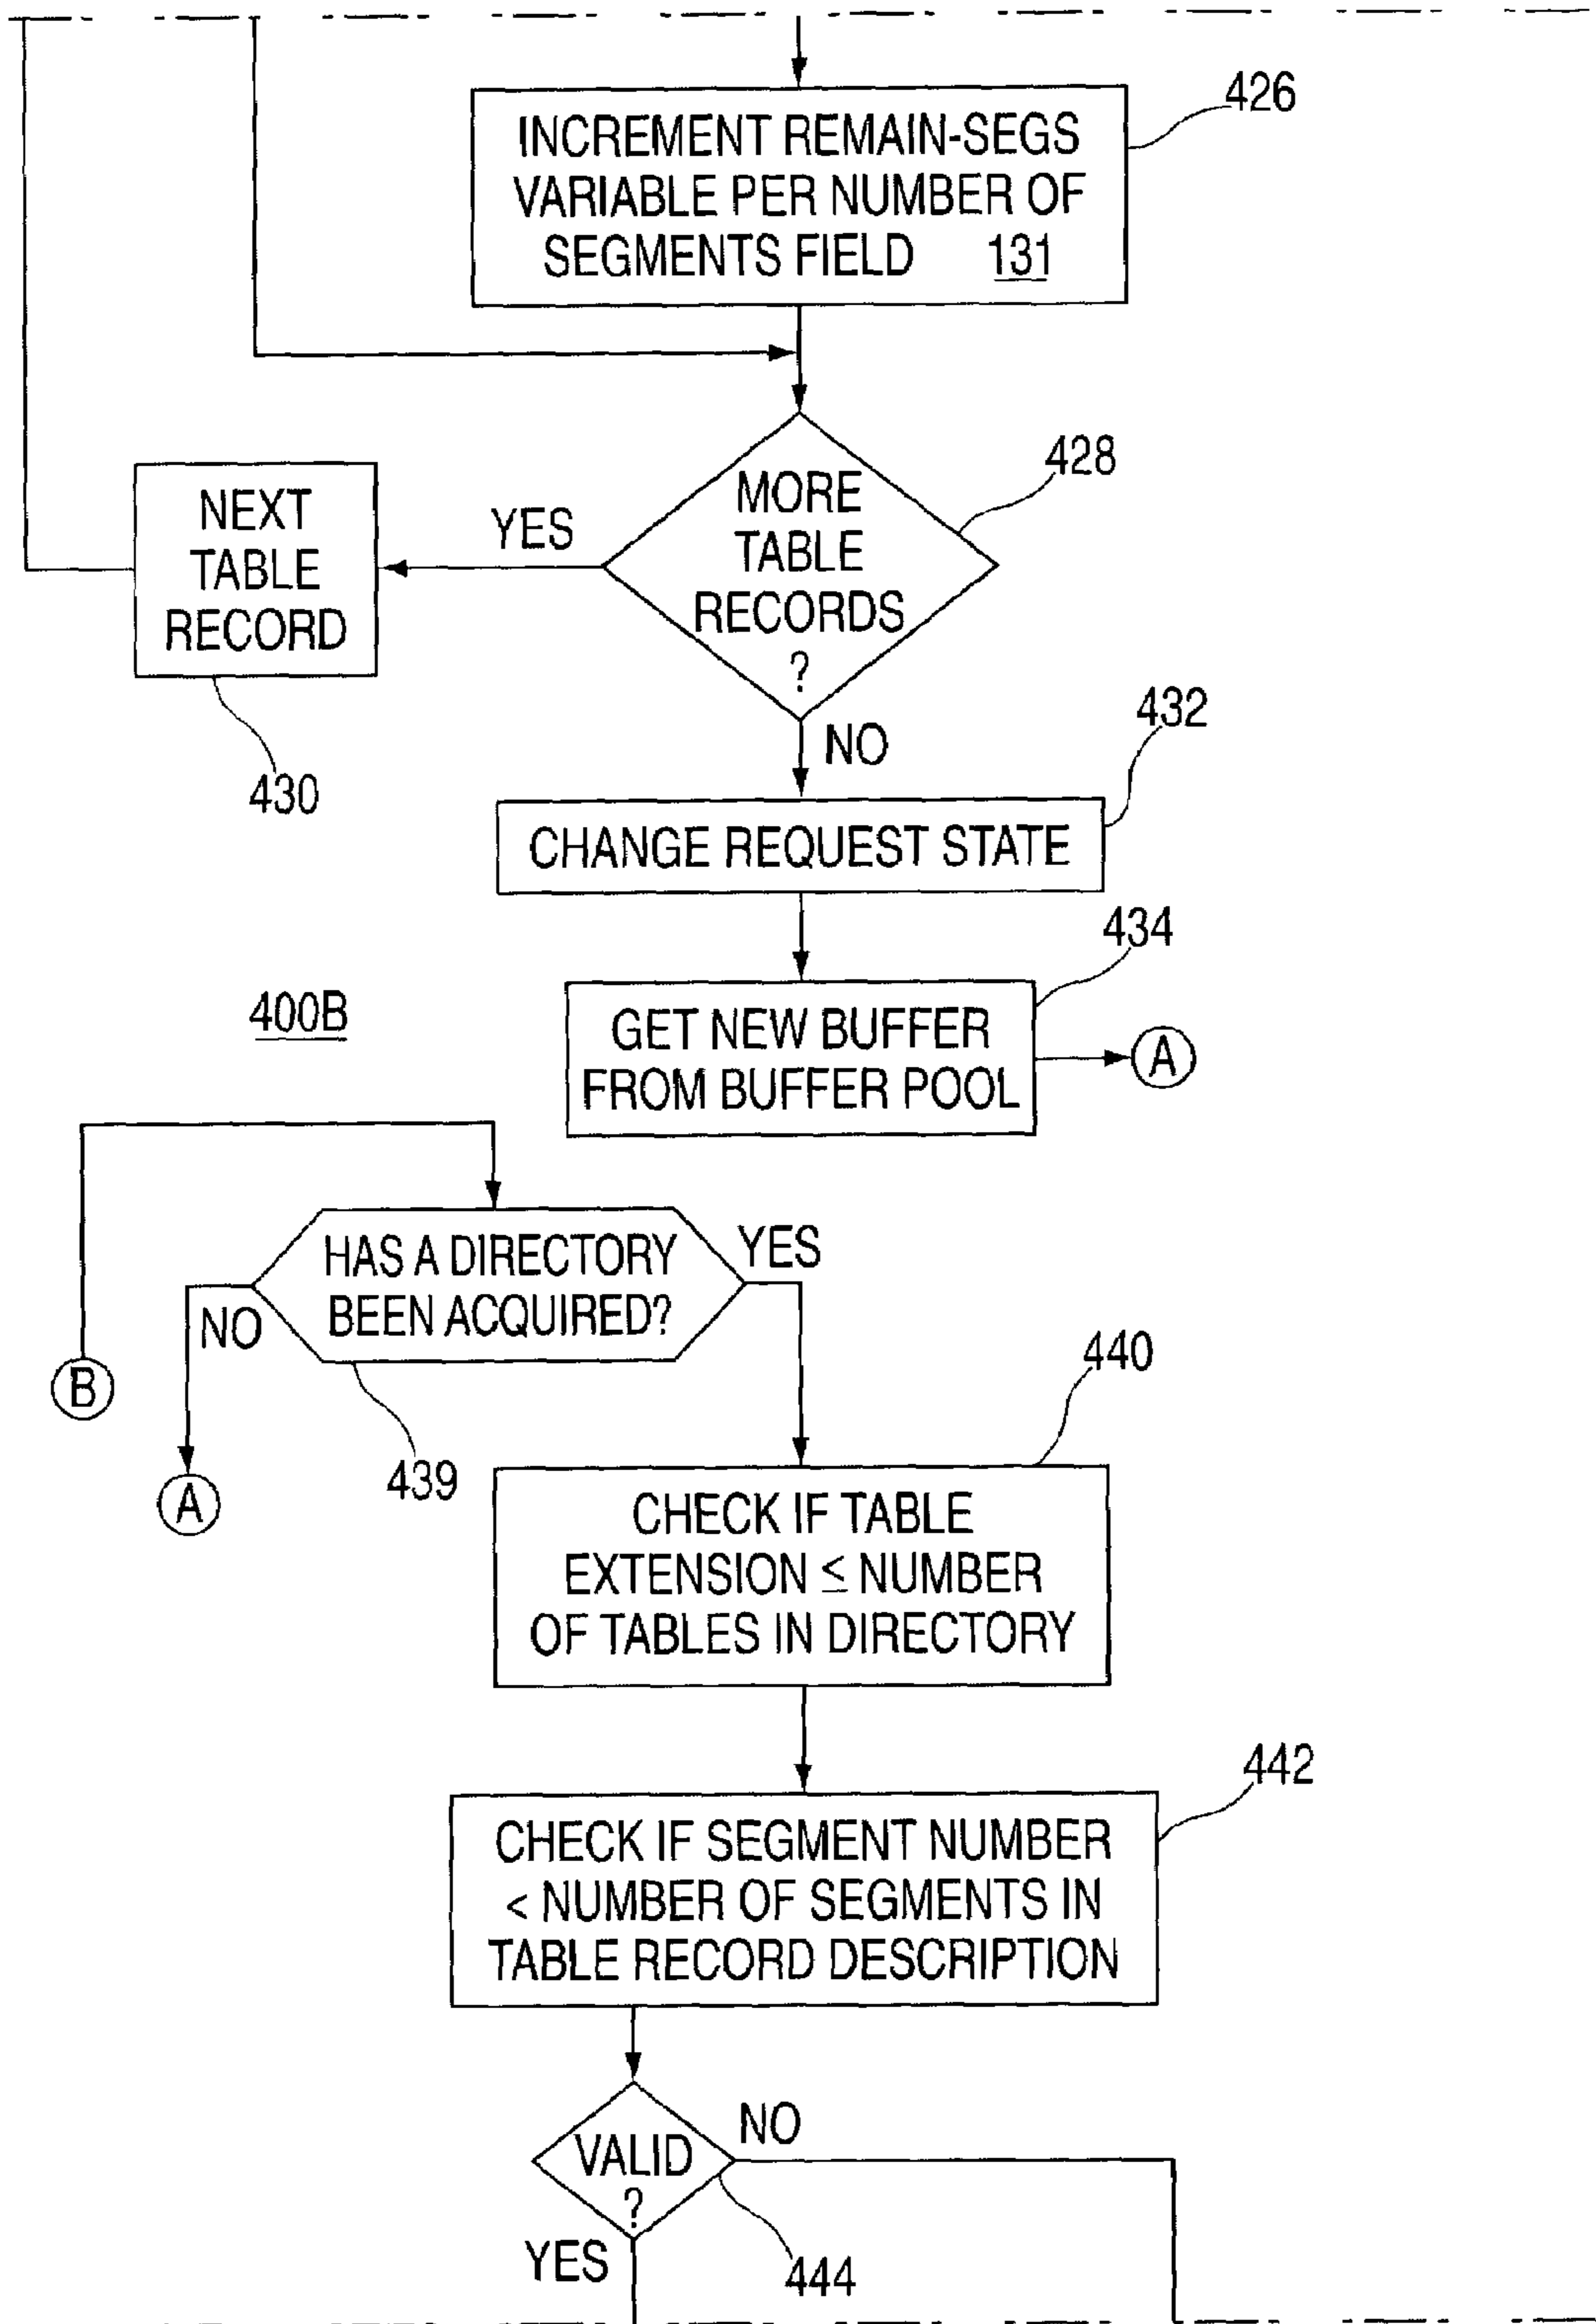 426
INCREMENT REMAIN-SEGS
VARIABLE PER NUMBER OF
SEGMENTS FIELD 131
428
MORE
TABLE
RECORDS
?
YES
NEXT
TABLE
RECORD
430
NO
432
CHANGE REQUEST STATE
434
GET NEW BUFFER
FROM BUFFER POOL
A
400B
HAS A DIRECTORY
BEEN ACQUIRED?
YES
NO
B
A
439
440
CHECK IF TABLE
EXTENSION ≤ NUMBER
OF TABLES IN DIRECTORY
442
CHECK IF SEGMENT NUMBER
< NUMBER OF SEGMENTS IN
TABLE RECORD DESCRIPTION
VALID
?
NO
YES
444